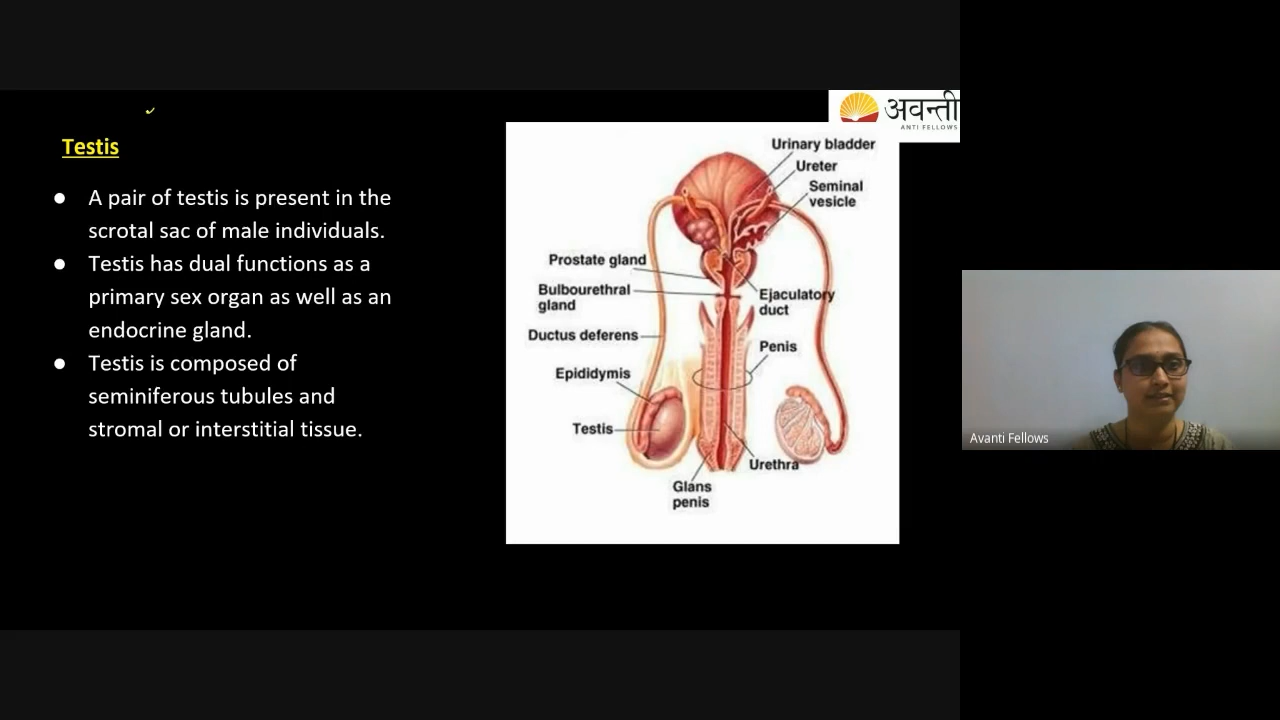 अवन्ती
ANTI FELLOWS
Testis
● A pair of testis is present in the
scrotal sac of male individuals.
● Testis has dual functions as a
primary sex organ as well as an
endocrine gland.
● Testis is composed of
seminiferous tubules and
stromal or interstitial tissue.
Urinary bladder
Ureter
Seminal
vesicle
Prostate gland
Bulbourethral
gland
Ejaculatory
duct
Ductus deferens
Penis
Epididymis
Testis
Urethra
Glans
penis
Avanti Fellows